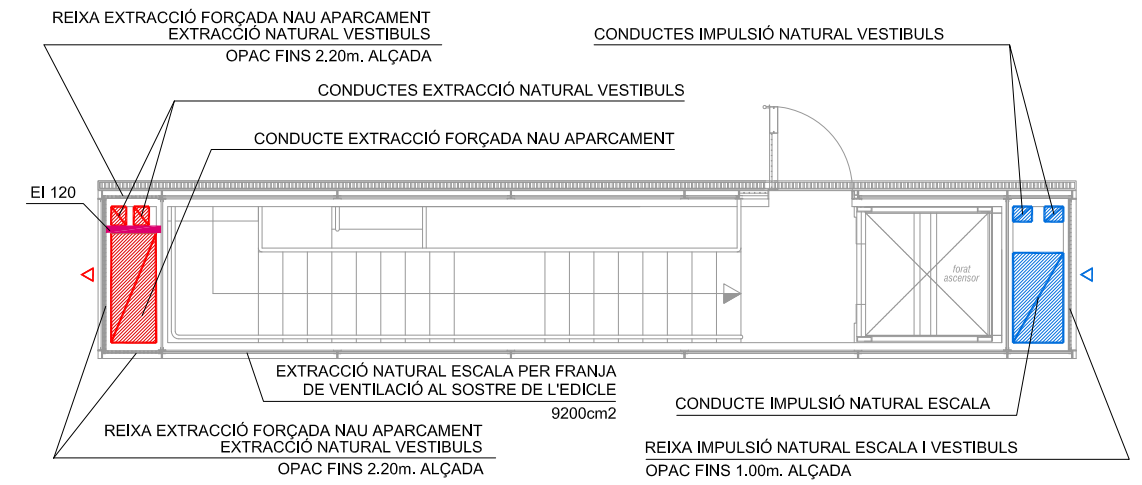 REIXA EXTRACCIÓ FORÇADA NAU APARCAMENT
EXTRACCIÓ NATURAL VESTIBULS
OPAC FINS 2.20m. ALÇADA
CONDUCTES IMPULSIÓ NATURAL VESTIBULS
CONDUCTES EXTRACCIÓ NATURAL VESTIBULS
CONDUCTE EXTRACCIÓ FORÇADA NAU APARCAMENT
EI 120
forat
ascensor
EXTRACCIÓ NATURAL ESCALA PER FRANJA
DE VENTILACIÓ AL SOSTRE DE L'EDICLE
9200cm2
CONDUCTE IMPULSIÓ NATURAL ESCALA
REIXA EXTRACCIÓ FORÇADA NAU APARCAMENT
EXTRACCIÓ NATURAL VESTIBULS
OPAC FINS 2.20m. ALÇADA
REIXA IMPULSIÓ NATURAL ESCALA I VESTIBULS
OPAC FINS 1.00m. ALÇADA